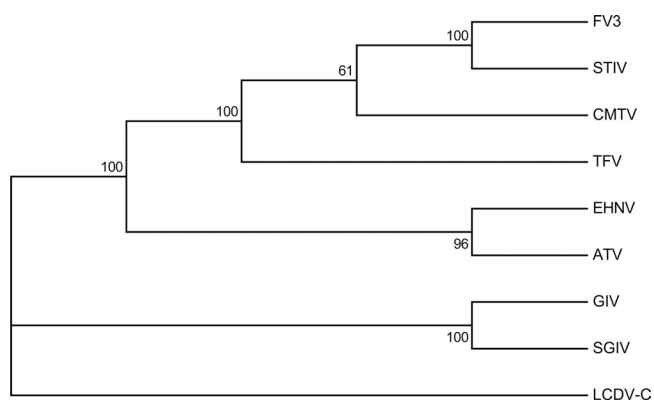 FV3
100
STIV
61
CMTV
100
TFV
100
EHNV
96
ATV
GIV
100
SGIV
LCDV-C